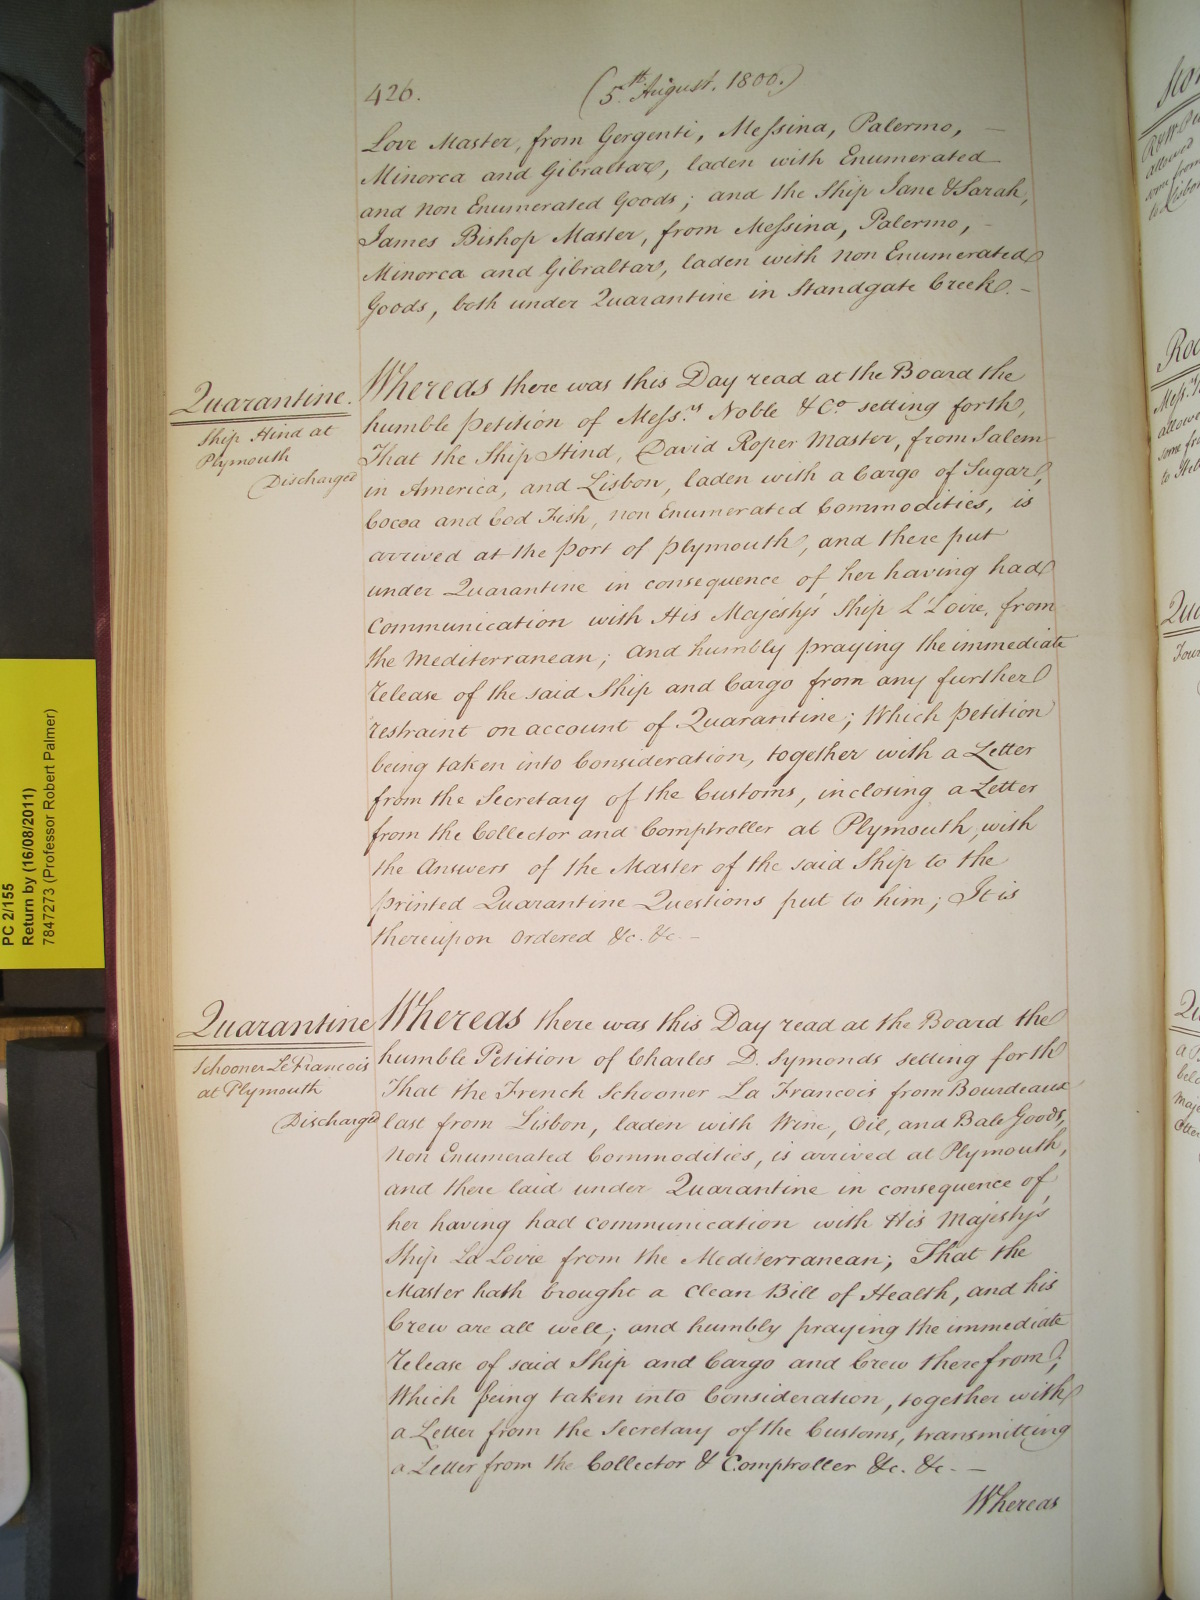 426.
(5th August. 1800.)
Love Master, from Gergenti, Messina, Palermo, —
Minorca and Gibraltar, laden with Enumerated
and non Enumerated Goods; and the Ship Jane & Sarah,
James Bishop Master, from Messina, Palermo, -
Minorca and Gibraltar, laden with non Enumerated
Goods, both under Quarantine in Standgate Creek. —
Quarantine.
Ship Hind at
Plymouth
Discharged
Whereas there was this Day read at the Board the
humble Petition of Messrs Noble & Co setting forth,
That the Ship Hind, David Roper Master, from Salem
in America, and Lisbon, laden with a Cargo of Sugar,
Cocoa and Cod Fish, non Enumerated Commodities, is
arrived at the Port of Plymouth, and there put
under Quarantine in consequence of her having had
communication with His Majesty's Ship L'Loire, from
the Mediterranean; And humbly praying the immediate
release of the said Ship and Cargo from any further
restraint on account of Quarantine; Which Petition
being taken into Consideration, together with a Letter
from the Secretary of the Customs, inclosing a Letter
from the Collector and Comptroller at Plymouth, with
the Answers of the Master of the said Ship to the
printed Quarantine Questions put to him; It is
thereupon Ordered &c. &c —
Quarantine
Schooner Le Francois
at Plymouth
Discharged
Whereas there was this Day read at the Board the
humble Petition of Charles D. Symonds setting forth
That the French Schooner La Francois from Bourdeaux
last from Lisbon, laden with Wine, Oil, and Bale Goods,
non Enumerated Commodities, is arrived at Plymouth,
and there laid under Quarantine in consequence of
her having had communication with His Majesty's
Ship La Loire from the Mediterranean; That the
Master hath brought a Clean Bill of Health, and his
Crew are all well; and humbly praying the immediate
release of said Ship and Cargo and Crew therefrom;
Which being taken into Consideration, together with
a Letter from the Secretary of the Customs, transmitting
a Letter from the Collector & Comptroller &c. &c. —
Whereas
PC 2/155
Return by (16/08/2011)
7847273 (Professor Robert Palmer)